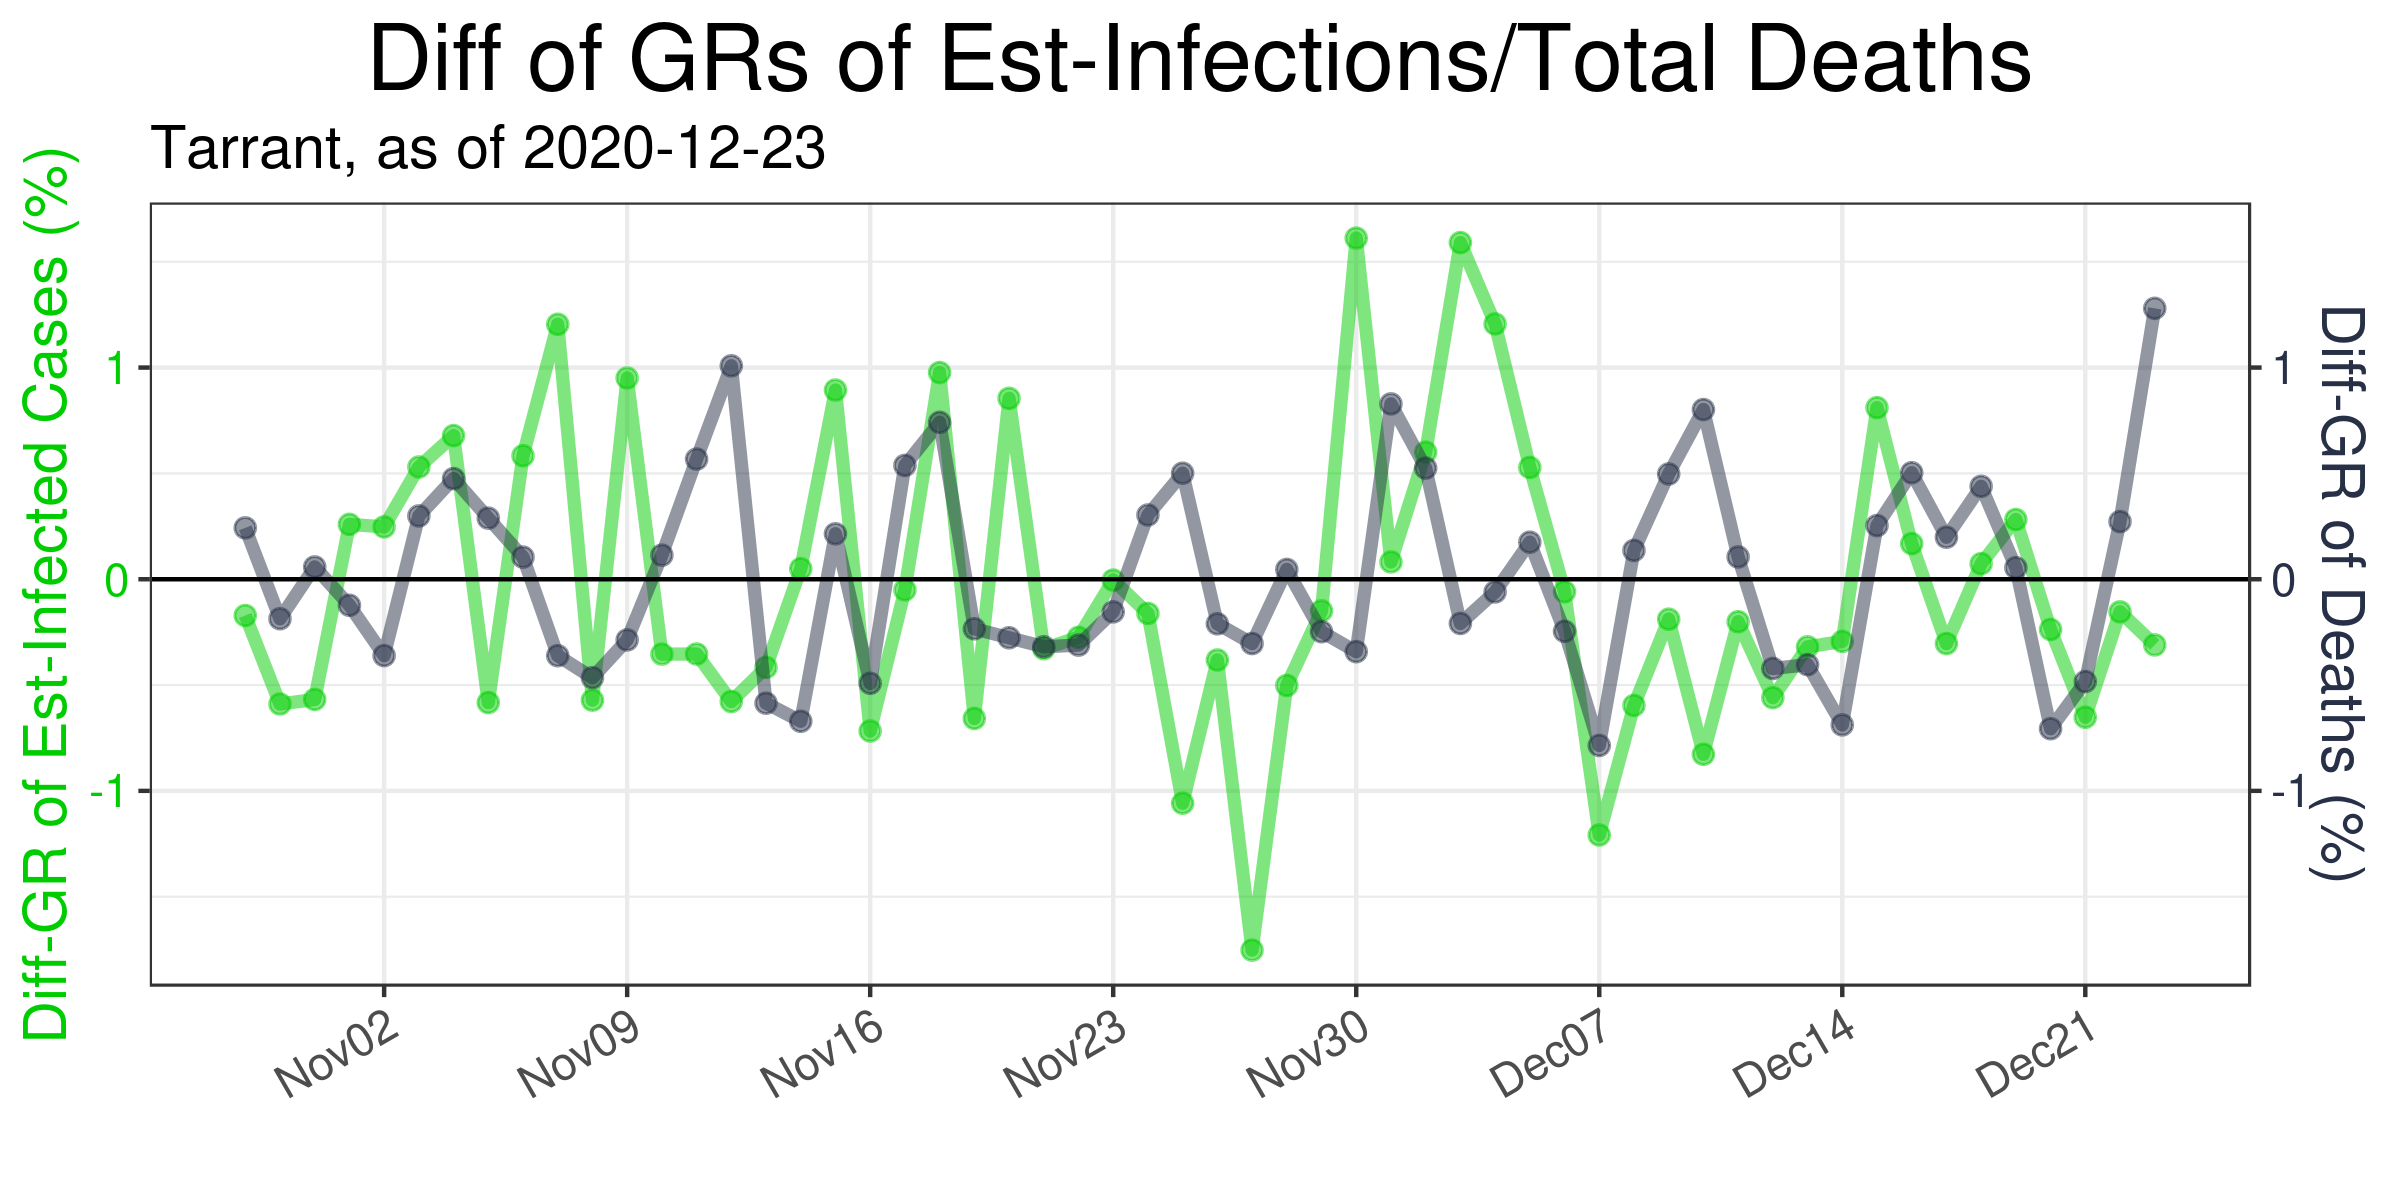 Diff of GRs of Est-Infections/Total Deaths
Tarrant, as of 2020-12-23
Diff-GR of Est-Infected Cases (%)
1
0
-1
1
0
-1
Diff-GR of Deaths (%)
Nov02
Nov09
Nov16
Nov23
Nov30
Dec07
Dec14
Dec21